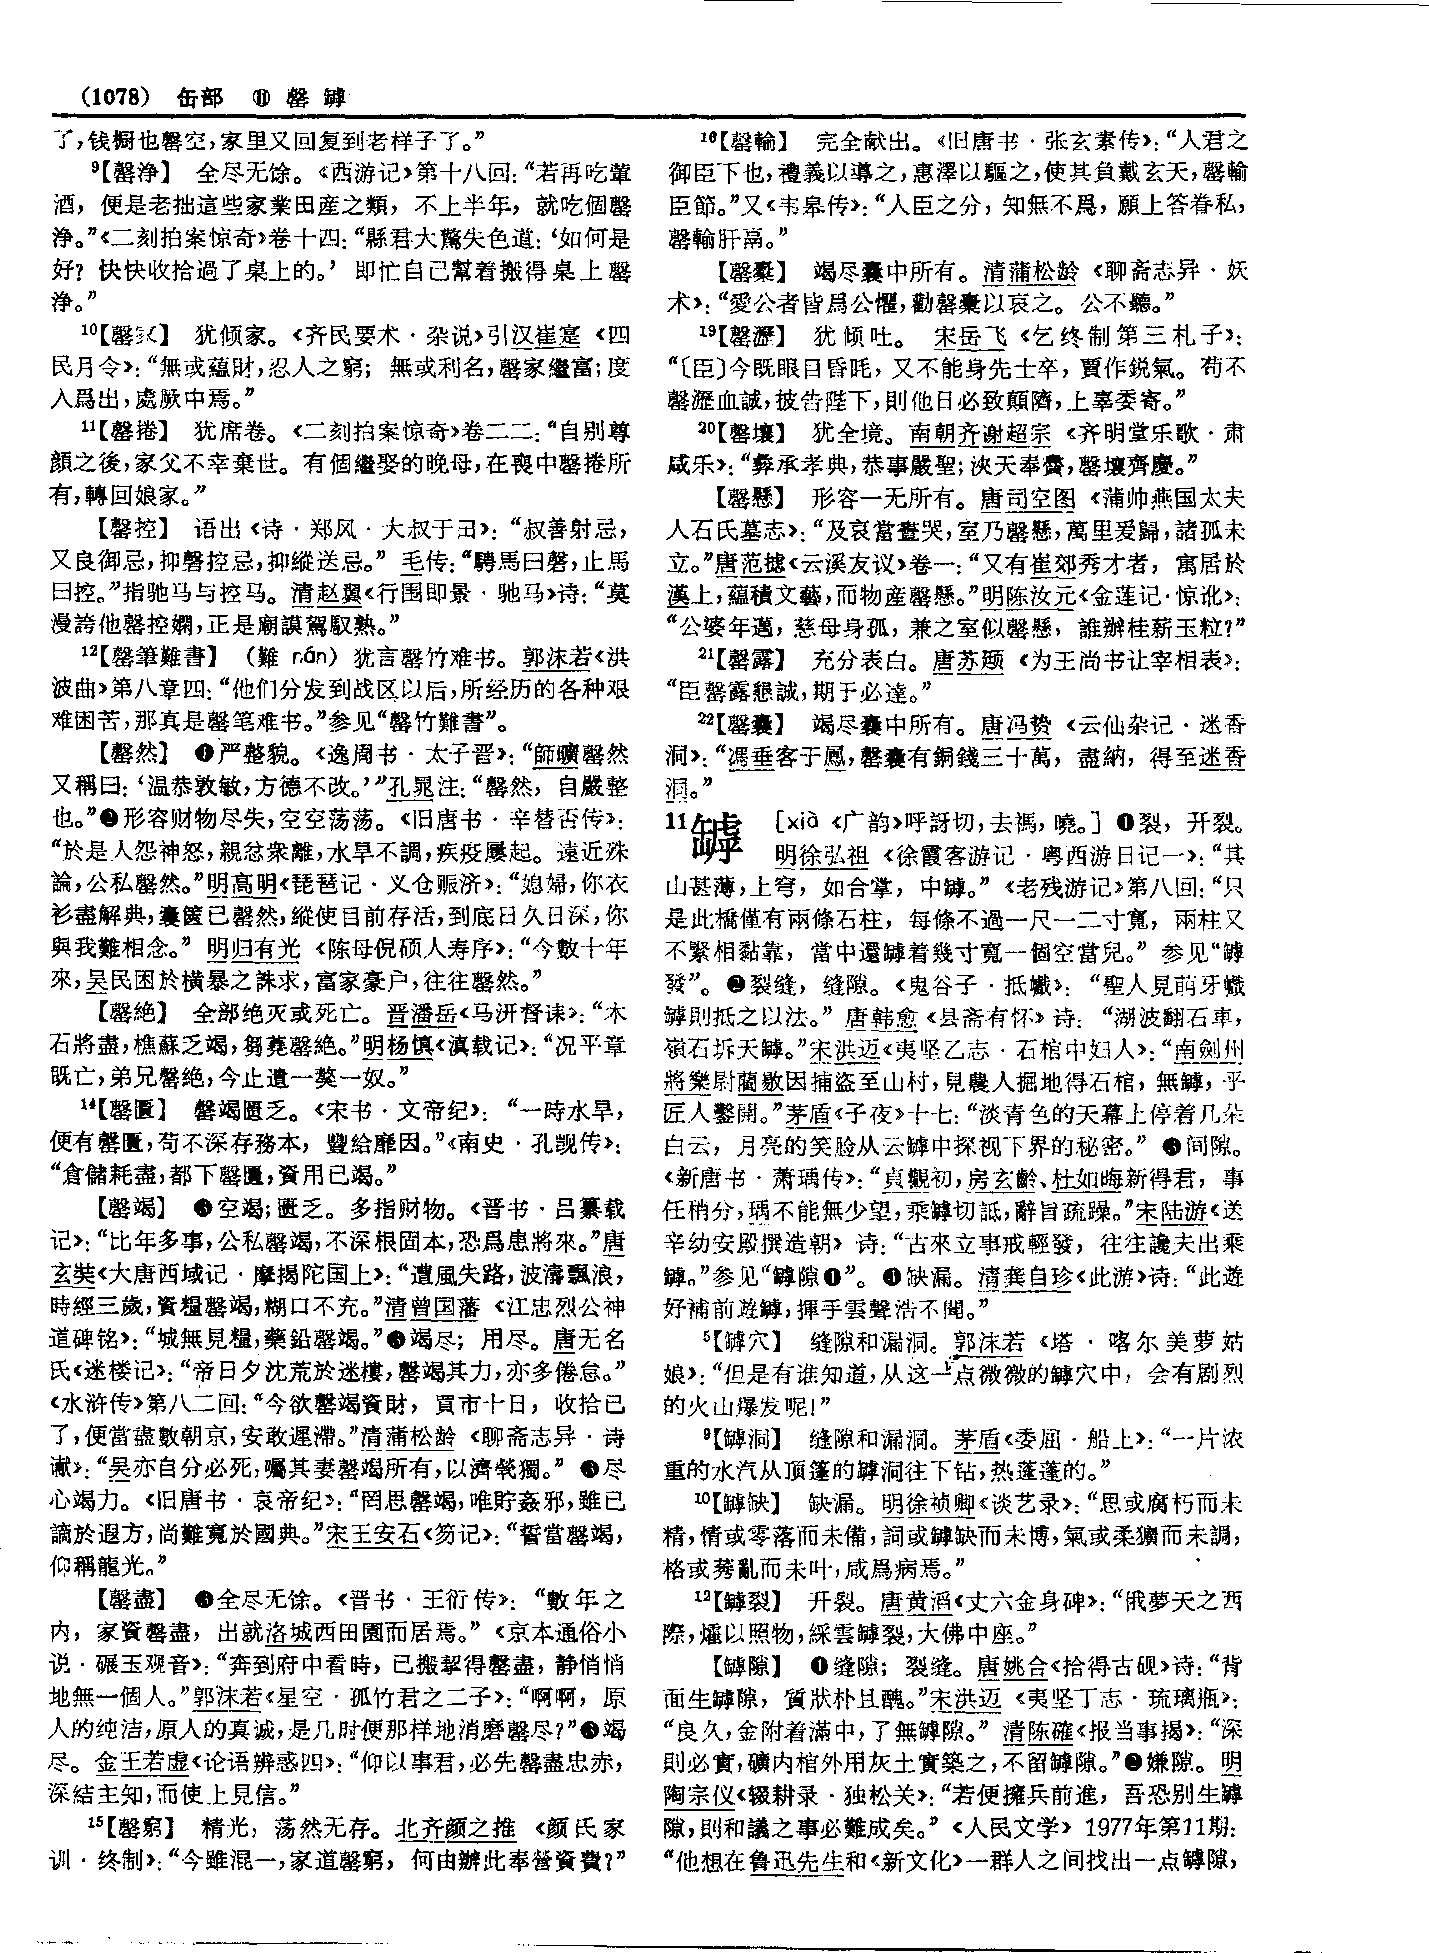 (1078) 缶部 ⑪ 罄 罅
了，钱橱也罄空，家里又回复到老样子了。”
9【罄净】 全尽无馀。《西游记》第十八回：“若再吃葷
酒，便是老拙這些家業田産之類，不上半年，就吃個罄
净。”《二刻拍案惊奇》卷十四：“縣君大驚失色道：‘如何是
好？快快收拾過了桌上的。’即忙自己幫着搬得桌上罄
净。”
10【罄家】 犹倾家。《齐民要术·杂说》引汉崔寔《四
民月令》：“無或蘊財，忍人之窮；無或利名，罄家繼富；度
入爲出，處厥中焉。”
11【罄捲】 犹席卷。《二刻拍案惊奇》卷二二：“自别尊
顔之後，家父不幸棄世。有個繼娶的晚母，在喪中罄捲所
有，轉回娘家。”
【罄控】 语出《诗·郑风·大叔于田》：“叔善射忌，
又良御忌，抑罄控忌，抑縱送忌。”毛传：“騁馬曰罄，止馬
曰控。”指驰马与控马。清赵翼《行围即景·驰马》诗：“莫
漫誇他罄控嫻，正是廟謨駕馭熟。”
12【罄筆難書】 （難 nán）犹言罄竹难书。郭沫若《洪
波曲》第八章四：“他们分发到战区以后，所经历的各种艰
难困苦，那真是罄笔难书。”参见“罄竹難書”。
【罄然】 ❶严整貌。《逸周书·太子晋》：“師曠罄然
又稱曰：‘温恭敦敏，方德不改。’”孔晁注：“罄然，自嚴整
也。”❷形容财物尽失，空空荡荡。《旧唐书·辛替否传》：
“於是人怨神怒，親忿衆離，水旱不調，疾疫屢起。遠近殊
論，公私罄然。”明高明《琵琶记·义仓赈济》：“媳婦，你衣
衫盡解典，囊篋已罄然，縱使目前存活，到底日久日深，你
與我難相念。”明归有光《陈母倪硕人寿序》：“今數十年
來，吴民困於横暴之誅求，富家豪户，往往罄然。”
【罄絶】 全部绝灭或死亡。晋潘岳《马汧督诔》：“木
石將盡，樵蘇乏竭，芻蕘罄絶。”明杨慎《滇载记》：“况平章
既亡，弟兄罄絶，今止遺一獒一奴。”
14【罄匱】 罄竭匮乏。《宋书·文帝纪》：“一時水旱，
便有罄匱，苟不深存務本，豐給靡因。”《南史·孔觊传》：
“倉儲耗盡，都下罄匱，資用已竭。”
【罄竭】 ❶空竭；匮乏。多指财物。《晋书·吕纂载
记》：“比年多事，公私罄竭，不深根固本，恐爲患將來。”唐
玄奘《大唐西域记·摩揭陀国上》：“遭風失路，波濤飄浪，
時經三歲，資糧罄竭，糊口不充。”清曾国藩《江忠烈公神
道碑铭》：“城無見糧，藥鉛罄竭。”❷竭尽；用尽。唐无名
氏《迷楼记》：“帝日夕沈荒於迷樓，罄竭其力，亦多倦怠。”
《水浒传》第八二回：“今欲罄竭資財，買市十日，收拾已
了，便當盡數朝京，安敢遲滯。”清蒲松龄《聊斋志异·诗
谳》：“吴亦自分必死，囑其妻罄竭所有，以濟煢獨。”❸尽
心竭力。《旧唐书·哀帝纪》：“罔思罄竭，唯貯姦邪，雖已
謫於遐方，尚難寬於國典。”宋王安石《笏记》：“誓當罄竭，
仰稱龍光。”
【罄盡】 ❶全尽无馀。《晋书·王衍传》：“數年之
内，家資罄盡，出就洛城西田園而居焉。”《京本通俗小
说·碾玉观音》：“奔到府中看時，已搬挈得罄盡，静悄悄
地無一個人。”郭沫若《星空·孤竹君之二子》：“啊啊，原
人的纯洁，原人的真诚，是几时便那样地消磨罄尽？”❷竭
尽。金王若虚《论语辨惑四》：“仰以事君，必先罄盡忠赤，
深結主知，而使上見信。”
15【罄窮】 精光，荡然无存。北齐颜之推《颜氏家
训·终制》：“今雖混一，家道罄窮，何由辦此奉營資費？”
16【罄輸】 完全献出。《旧唐书·张玄素传》：“人君之
御臣下也，禮義以導之，惠澤以驅之，使其負戴玄天，罄輸
臣節。”又《韦皋传》：“人臣之分，知無不爲，願上答眷私，
罄輸肝鬲。”
【罄橐】 竭尽囊中所有。清蒲松龄《聊斋志异·妖
术》：“愛公者皆爲公懼，勸罄橐以哀之。公不聽。”
19【罄瀝】 犹倾吐。 宋岳飞《乞终制第三札子》：
“〔臣〕今既眼目昏眊，又不能身先士卒，賈作鋭氣。苟不
罄瀝血誠，披告陛下，則他日必致顛隮，上辜委寄。”
20【罄壤】 犹全境。南朝齐谢超宗《齐明堂乐歌·肃
咸乐》：“彝承孝典，恭事嚴聖；浹天奉賮，罄壤齊慶。”
【罄懸】 形容一无所有。唐司空图《蒲帅燕国太夫
人石氏墓志》：“及哀當晝哭，室乃罄懸，萬里爰歸，諸孤未
立。”唐范摅《云溪友议》卷一：“又有崔郊秀才者，寓居於
漢上，蘊積文藝，而物産罄懸。”明陈汝元《金莲记·惊讹》：
“公婆年邁，慈母身孤，兼之室似罄懸，誰辦桂薪玉粒？”
21【罄露】 充分表白。唐苏颋《为王尚书让宰相表》：
“臣罄露懇誠，期于必達。”
22【罄囊】 竭尽囊中所有。唐冯贽《云仙杂记·迷香
洞》：“馮垂客于鳳，罄囊有銅錢三十萬，盡納，得至迷香
洞。”
11罅 ［xià《广韵》呼訝切，去禡，曉。］❶裂，开裂。
明徐弘祖《徐霞客游记·粤西游日记一》：“其
山甚薄，上穹，如合掌，中罅。”《老残游记》第八回：“只
是此橋僅有兩條石柱，每條不過一尺一二寸寬，兩柱又
不緊相黏靠，當中還罅着幾寸寬一個空當兒。”参见“罅
發”。❷裂缝，缝隙。《鬼谷子·抵巇》：“聖人見萌牙巇
罅則抵之以法。”唐韩愈《县斋有怀》诗：“湖波翻石車，
嶺石坼天罅。”宋洪迈《夷坚乙志·石棺中妇人》：“南劍州
將樂尉藺敷因捕盜至山村，見農人掘地得石棺，無罅，乎
匠人鑿開。”茅盾《子夜》十七：“淡青色的天幕上停着几朵
白云，月亮的笑脸从云罅中探视下界的秘密。”❸间隙。
《新唐书·萧瑀传》：“貞觀初，房玄齡、杜如晦新得君，事
任稍分，瑀不能無少望，乘罅切詆，辭旨疏躁。”宋陆游《送
辛幼安殿撰造朝》诗：“古來立事戒輕發，往往讒夫出乘
罅。”参见“罅隙❶”。❹缺漏。清龚自珍《此游》诗：“此遊
好補前遊罅，揮手雲聲浩不聞。”
5【罅穴】 缝隙和漏洞。郭沫若《塔·喀尔美萝姑
娘》：“但是有谁知道，从这一点微微的罅穴中，会有剧烈
的火山爆发呢！”
9【罅洞】 缝隙和漏洞。茅盾《委屈·船上》：“一片浓
重的水汽从顶篷的罅洞往下钻，热蓬蓬的。”
10【罅缺】 缺漏。明徐祯卿《谈艺录》：“思或腐朽而未
精，情或零落而未備，詞或罅缺而未博，氣或柔獷而未調，
格或莠亂而未叶，咸爲病焉。”
12【罅裂】 开裂。唐黄滔《丈六金身碑》：“俄夢天之西
際，爟以照物，綵雲罅裂，大佛中座。”
【罅隙】 ❶缝隙；裂缝。唐姚合《拾得古砚》诗：“背
面生罅隙，質狀朴且醜。”宋洪迈《夷坚丁志·琉璃瓶》：
“良久，金附着滿中，了無罅隙。”清陈確《报当事揭》：“深
則必實，礦内棺外用灰土實築之，不留罅隙。”❷嫌隙。明
陶宗仪《辍耕录·独松关》：“若便擁兵前進，吾恐别生罅
隙，則和議之事必難成矣。”《人民文学》1977年第11期：
“他想在鲁迅先生和《新文化》一群人之间找出一点罅隙，